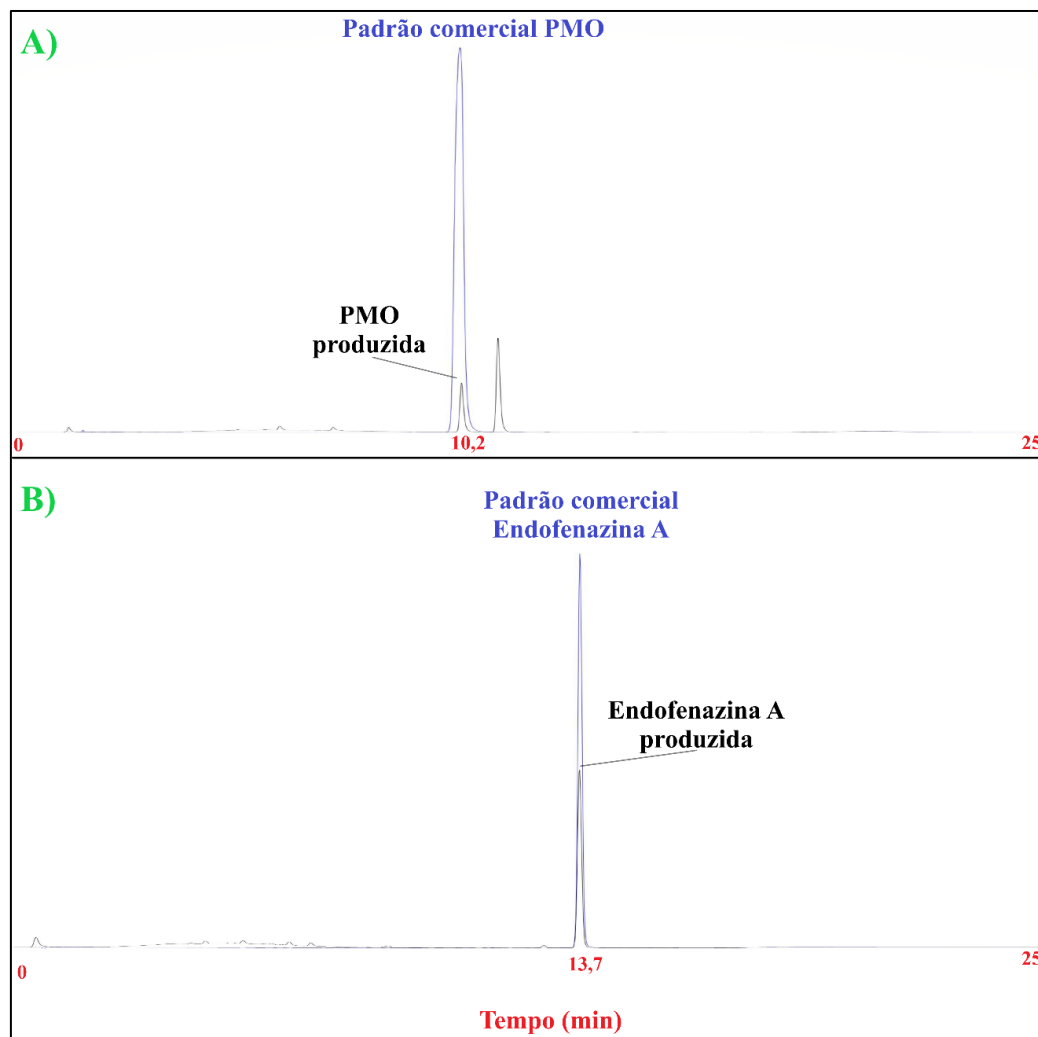 A)
Padrão comercial PMO
PMO
produzida
0
10,2
25
B)
Padrão comercial
Endofenazina A
Endofenazina A
produzida
0
13,7
25
Tempo (min)